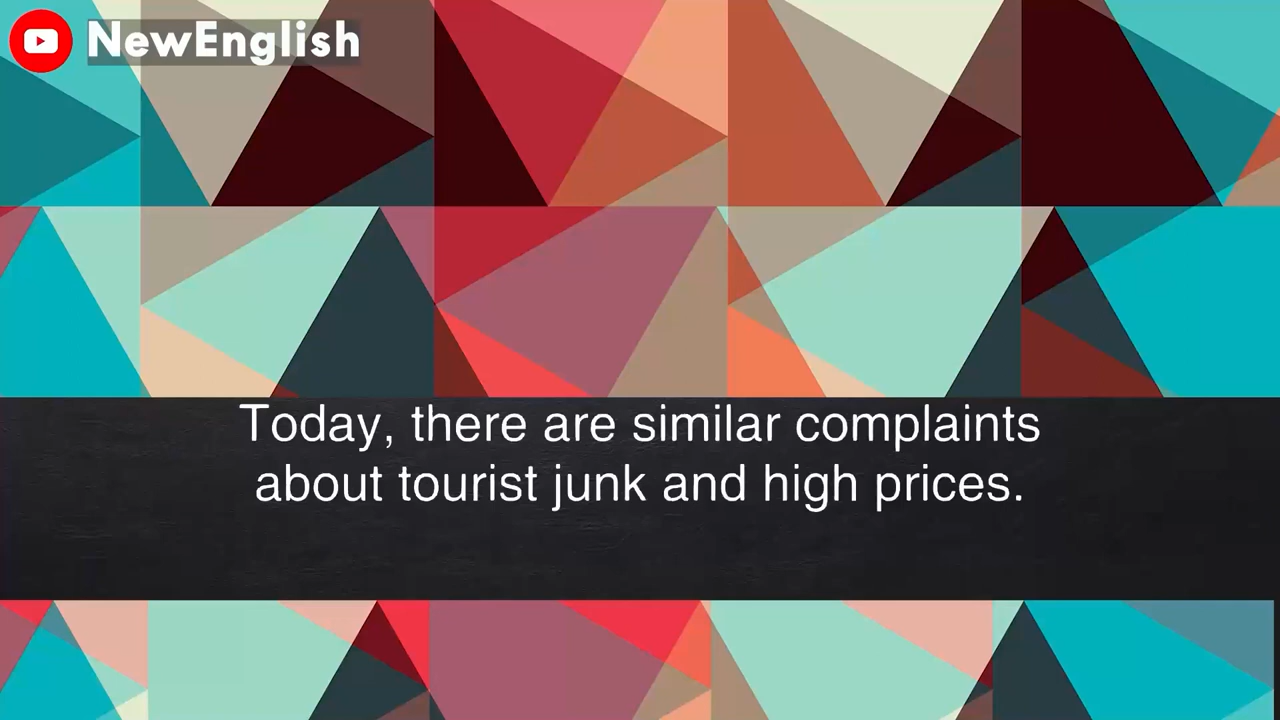 NewEnglish
Today, there are similar complaints
about tourist junk and high prices.